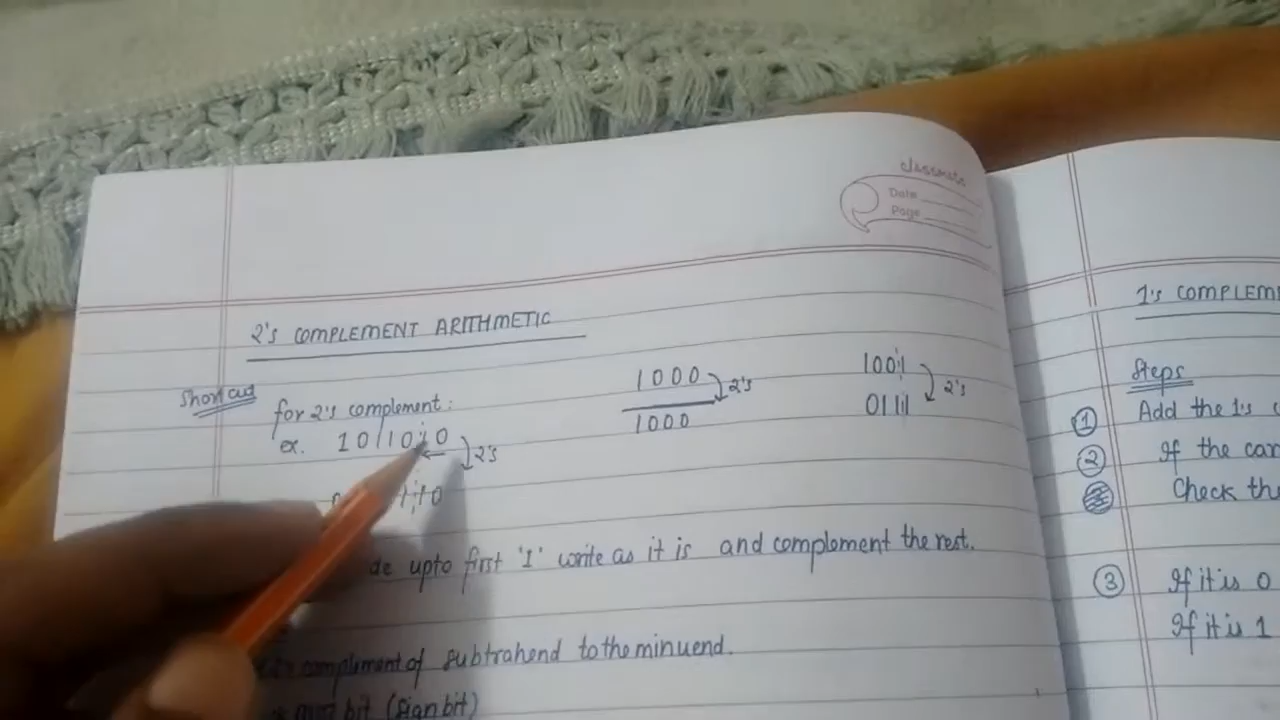 classmate
Date
Page
2's COMPLEMENT ARITHMETIC
Shortcut
for 2's complement:
ex. 1011010
2's
110
1000
2's
1000
1001
2's
0111
upto first '1' write as it is and complement the rest.
2's complement of subtrahend to the minuend.
bit (sign bit)
1's COMPLEM
Steps
① Add the 1's
② If the car
Check the
③ If it is 0
If it is 1